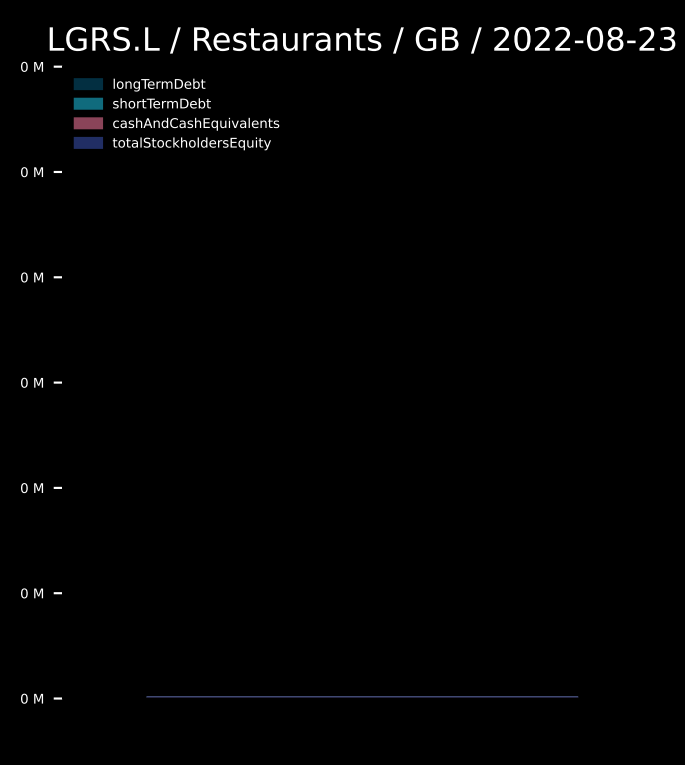 LGRS.L / Restaurants / GB / 2022-08-23
0 M
longTermDebt
shortTermDebt
cashAndCashEquivalents
totalStockholdersEquity
0 M
0 M
0 M
0 M
0 M
0 M